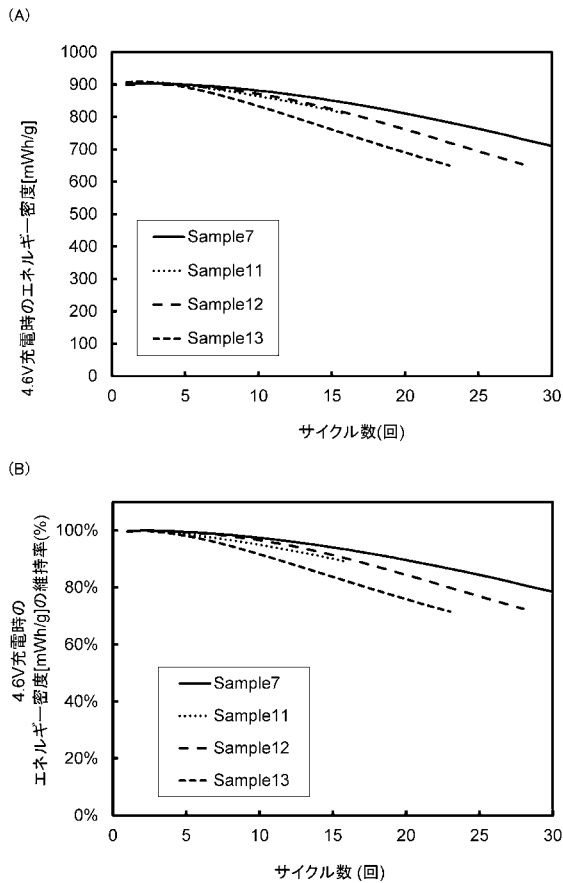 (A)
4.6V充電時のエネルギー密度[mWh/g]
1000
900
800
700
600
500
400
300
200
100
0
Sample7
Sample11
Sample12
Sample13
0 5 10 15 20 25 30
サイクル数(回)
(B)
4.6V充電時の
エネルギー密度[mWh/g]の維持率(%)
100%
80%
60%
40%
20%
0%
Sample7
Sample11
Sample12
Sample13
0 5 10 15 20 25 30
サイクル数 (回)